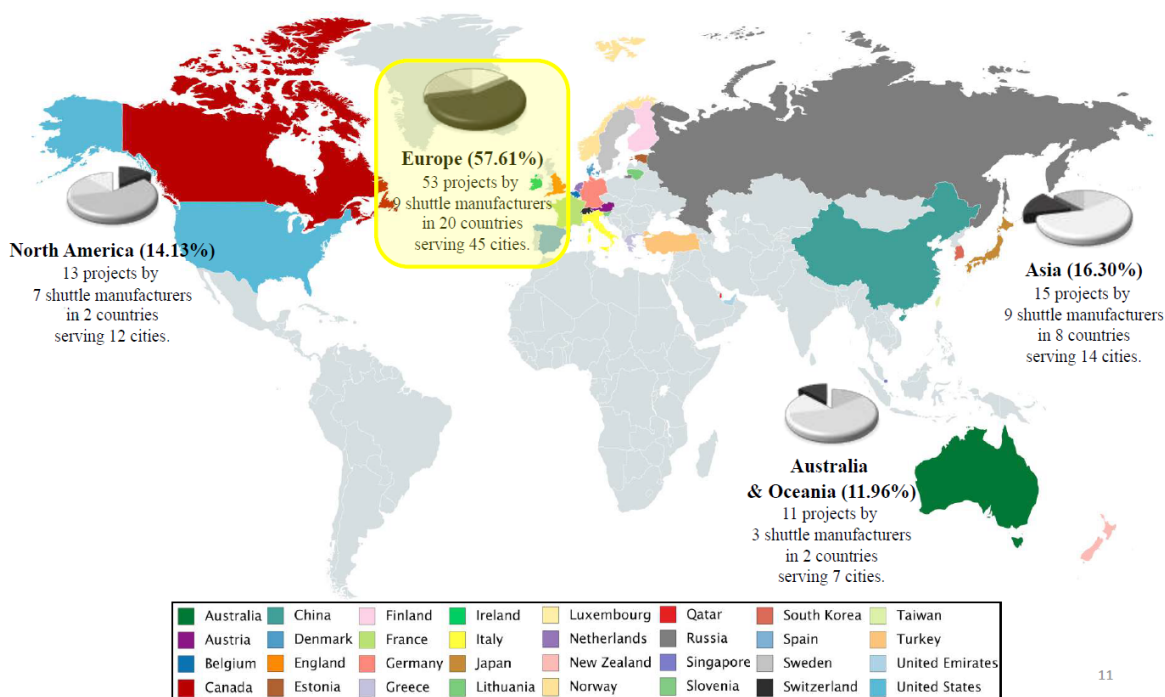 Europe (57.61%)
53 projects by
9 shuttle manufacturers
in 20 countries
serving 45 cities.
North America (14.13%)
13 projects by
7 shuttle manufacturers
in 2 countries
serving 12 cities.
Asia (16.30%)
15 projects by
9 shuttle manufacturers
in 8 countries
serving 14 cities.
Australia
& Oceania (11.96%)
11 projects by
3 shuttle manufacturers
in 2 countries
serving 7 cities.
Australia China Finland Ireland Luxembourg Qatar South Korea Taiwan
Austria Denmark France Italy Netherlands Russia Spain Turkey
Belgium England Germany Japan New Zealand Singapore Sweden United Emirates
Canada Estonia Greece Lithuania Norway Slovenia Switzerland United States
11